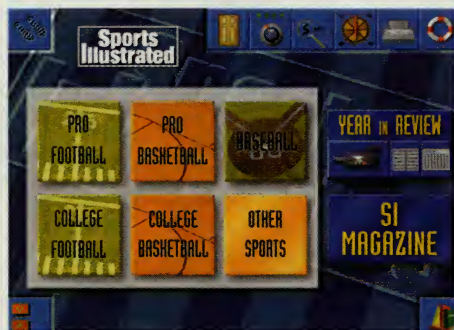 Sports
Illustrated
PRO
FOOTBALL
PRO
BASKETBALL
BASEBALL
COLLEGE
FOOTBALL
COLLEGE
BASKETBALL
OTHER
SPORTS
YEAR IN REVIEW
SI
MAGAZINE